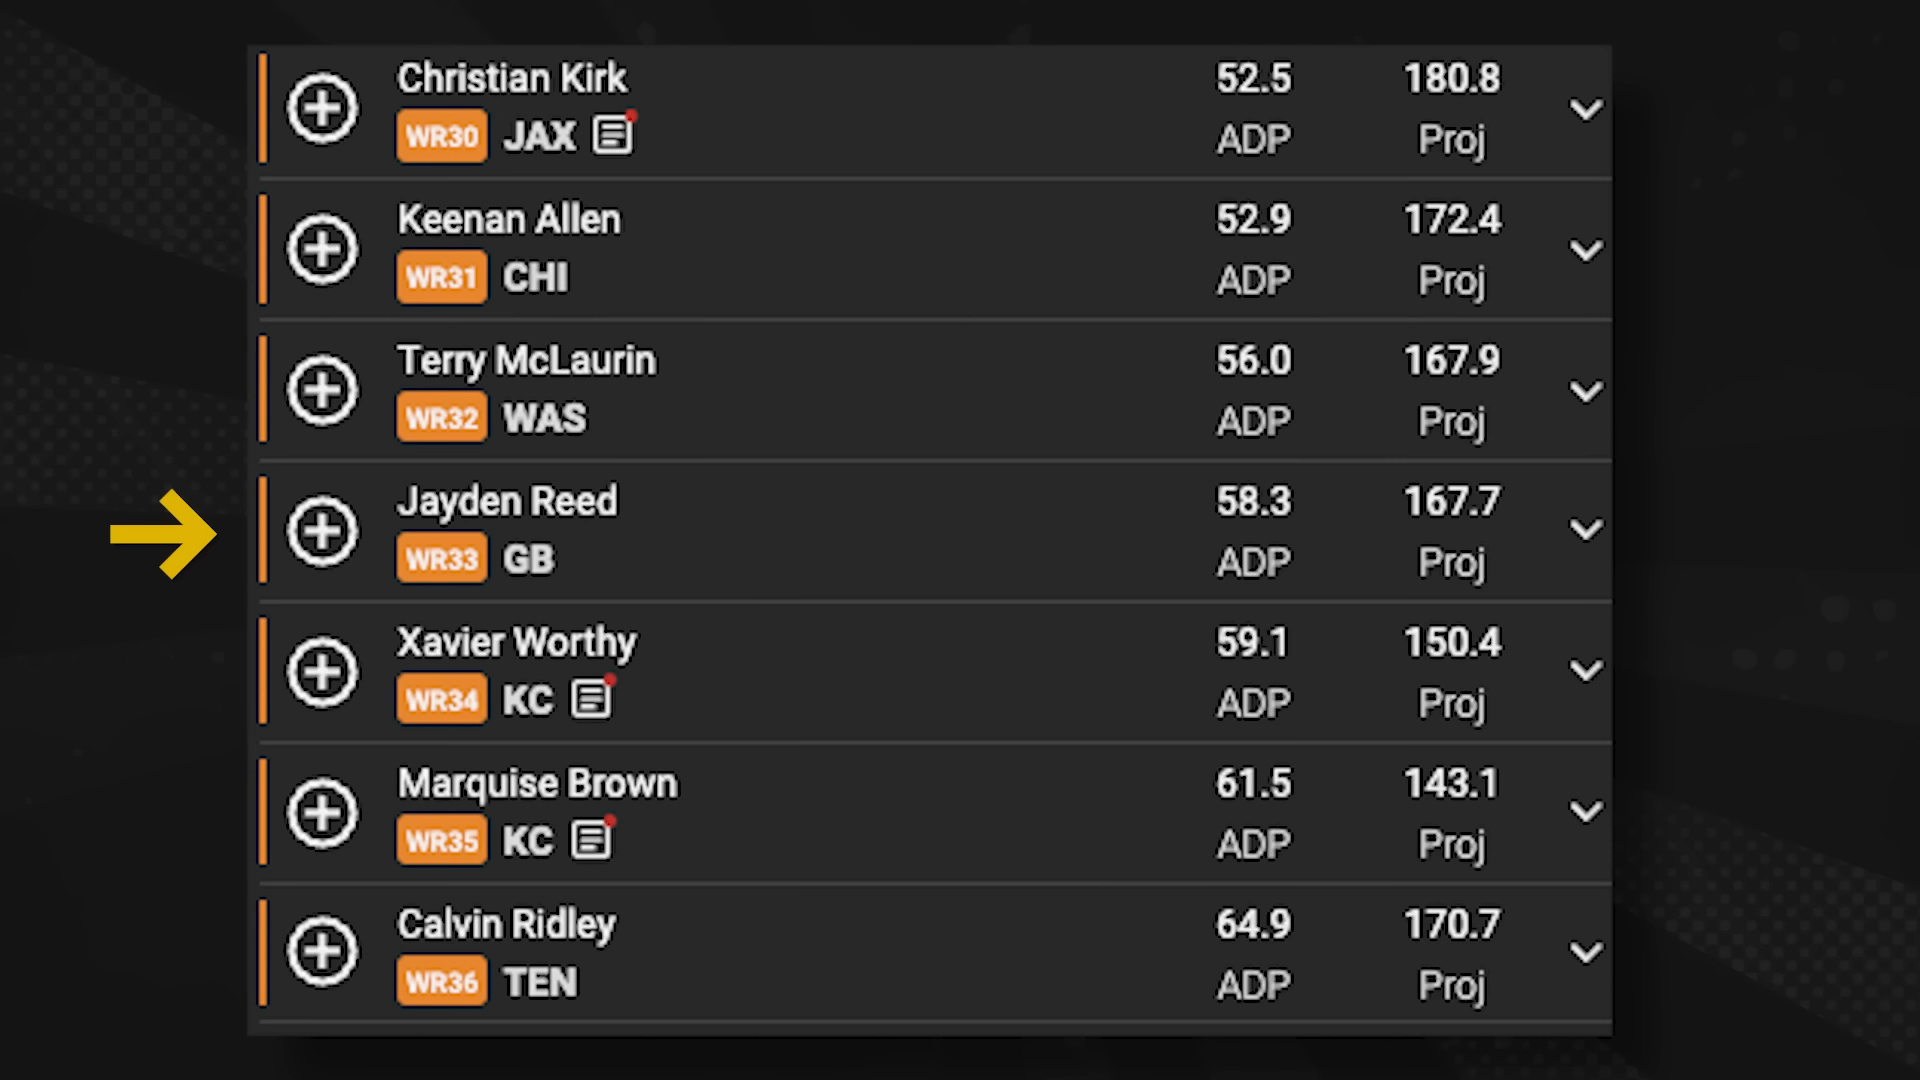 Christian Kirk 52.5 180.8
WR30 JAX ADP Proj
Keenan Allen 52.9 172.4
WR31 CHI ADP Proj
Terry McLaurin 56.0 167.9
WR32 WAS ADP Proj
Jayden Reed 58.3 167.7
WR33 GB ADP Proj
Xavier Worthy 59.1 150.4
WR34 KC ADP Proj
Marquise Brown 61.5 143.1
WR35 KC ADP Proj
Calvin Ridley 64.9 170.7
WR36 TEN ADP Proj